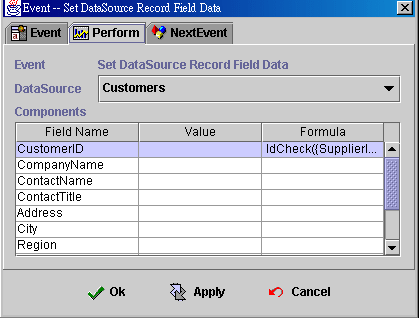 Event -- Set DataSource Record Field Data
Event Perform NextEvent
Event Set DataSource Record Field Data
DataSource Customers
Components
Field Name Value Formula
CustomerID IdCheck({SupplierI...
CompanyName
ContactName
ContactTitle
Address
City
Region
Ok Apply Cancel